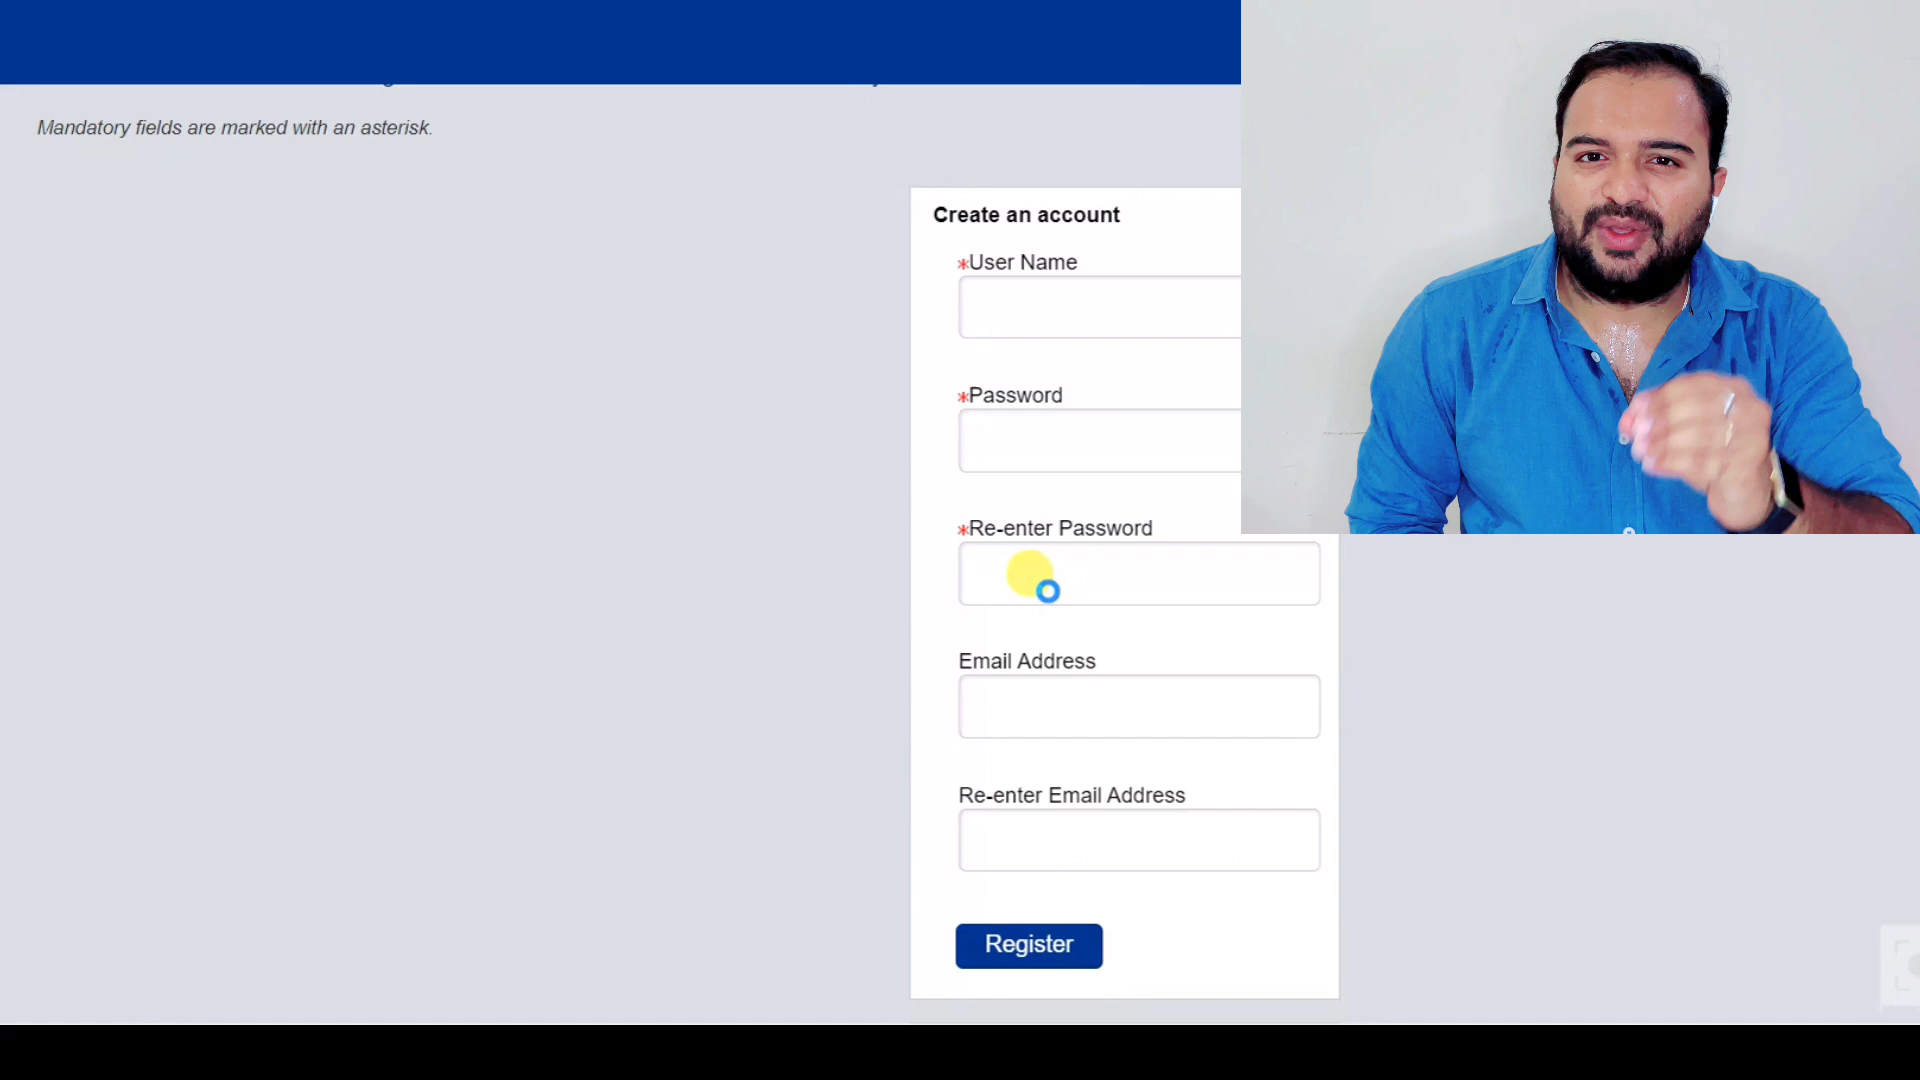 Mandatory fields are marked with an asterisk.
Create an account
*User Name
*Password
*Re-enter Password
Email Address
Re-enter Email Address
Register